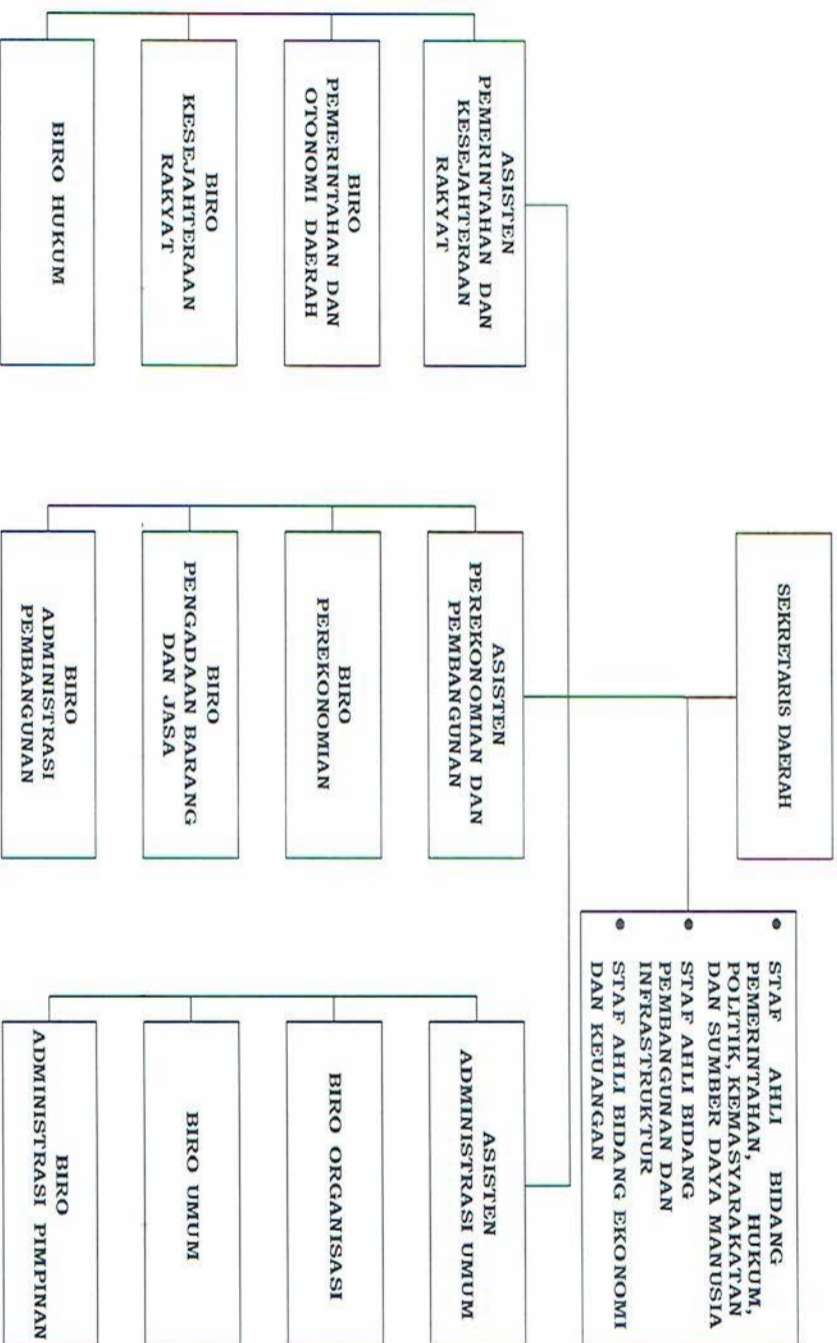 SEKRETARIS DAERAH
STAF AHLI BIDANG
PEMERINTAHAN, HUKUM,
POLITIK, KEMASYARAKATAN
DAN SUMBER DAYA MANUSIA
STAF AHLI BIDANG
PEMBANGUNAN DAN
INFRASTRUKTUR
STAF AHLI BIDANG EKONOMI
DAN KEUANGAN
ASISTEN
PEMERINTAHAN DAN
KESEJAHTERAAN
RAKYAT
BIRO
PEMERINTAHAN DAN
OTONOMI DAERAH
BIRO
KESEJAHTERAAN
RAKYAT
BIRO HUKUM
ASISTEN
PEREKONOMIAN DAN
PEMBANGUNAN
BIRO
PEREKONOMIAN
BIRO
PENGADAAN BARANG
DAN JASA
BIRO
ADMINISTRASI
PEMBANGUNAN
ASISTEN
ADMINISTRASI UMUM
BIRO ORGANISASI
BIRO UMUM
BIRO
ADMINISTRASI PIMPINAN